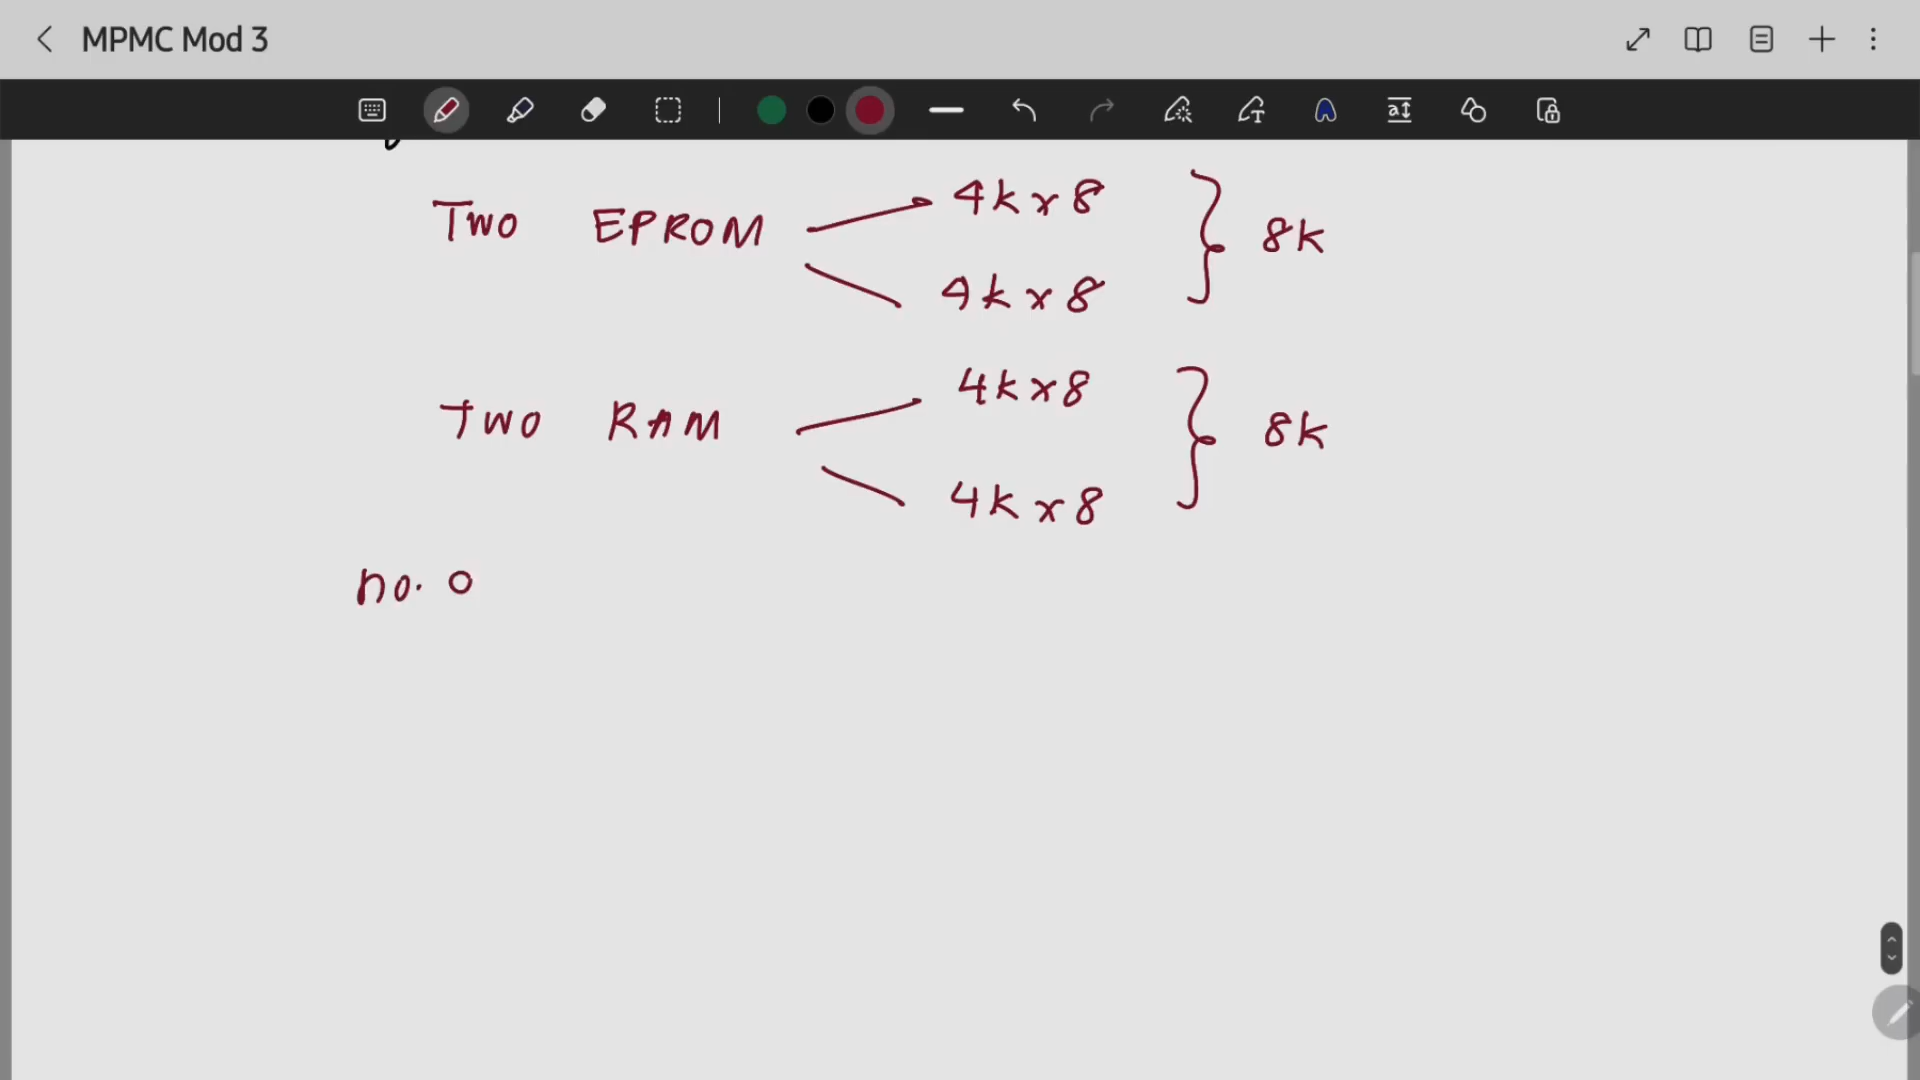 MPMC Mod 3
Two EPROM 4k x 8
4k x 8
8k
Two RAM 4k x 8
4k x 8
8k
no. o